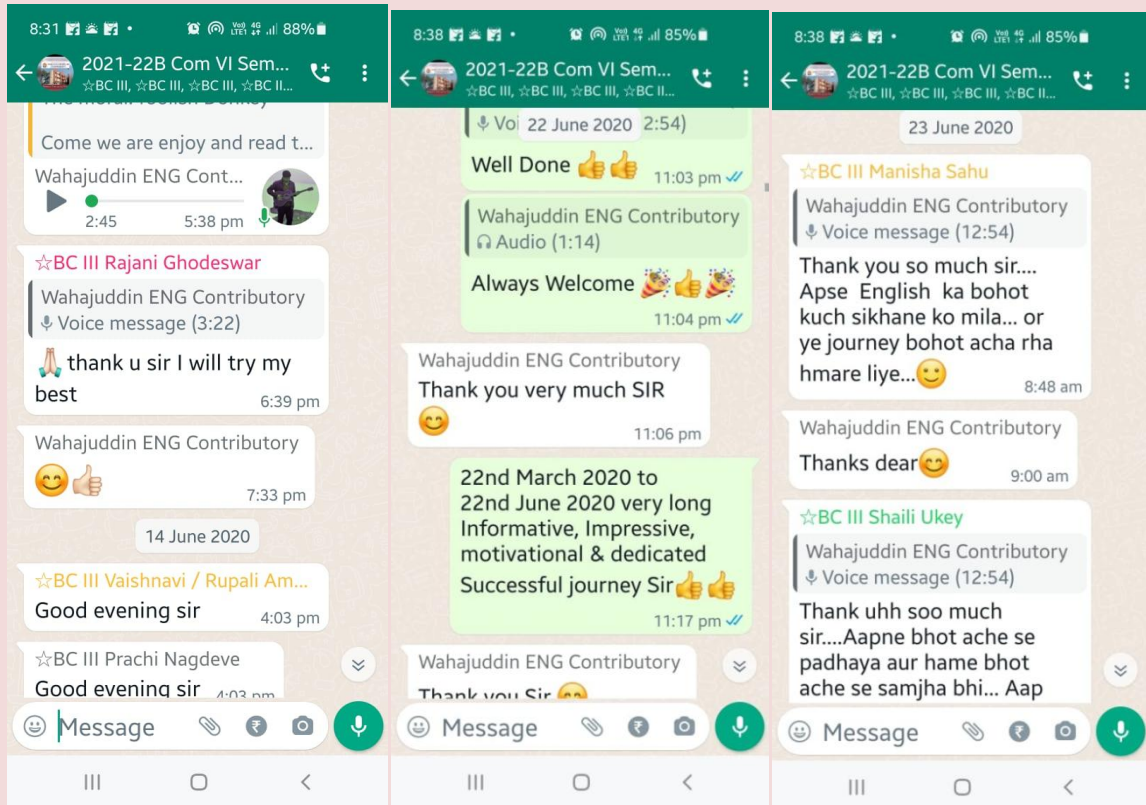 8:31
88%
2021-22B Com VI Sem...
☆BC III, ☆BC III, ☆BC III, ☆BC II...
Come we are enjoy and read t...
Wahajuddin ENG Cont...
2:45 5:38 pm
☆BC III Rajani Ghodeswar
Wahajuddin ENG Contributory
Voice message (3:22)
🙏🏻 thank u sir I will try my
best
6:39 pm
Wahajuddin ENG Contributory
😊👍🏻
7:33 pm
14 June 2020
☆BC III Vaishnavi / Rupali Am...
Good evening sir 4:03 pm
☆BC III Prachi Nagdeve
Good evening sir 4:03 pm
Message
8:38
85%
2021-22B Com VI Sem...
☆BC III, ☆BC III, ☆BC III, ☆BC II...
Voi 22 June 2020 2:54)
Well Done 👍👍
11:03 pm
Wahajuddin ENG Contributory
Audio (1:14)
Always Welcome 🎉👍🎉
11:04 pm
Wahajuddin ENG Contributory
Thank you very much SIR
😊
11:06 pm
22nd March 2020 to
22nd June 2020 very long
Informative, Impressive,
motivational & dedicated
Successful journey Sir👍👍
11:17 pm
Wahajuddin ENG Contributory
Thank you Sir 😊
Message
8:38
85%
2021-22B Com VI Sem...
☆BC III, ☆BC III, ☆BC III, ☆BC II...
23 June 2020
☆BC III Manisha Sahu
Wahajuddin ENG Contributory
Voice message (12:54)
Thank you so much sir....
Apse English ka bohot
kuch sikhane ko mila... or
ye journey bohot acha rha
hmare liye...🙂
8:48 am
Wahajuddin ENG Contributory
Thanks dear😊
9:00 am
☆BC III Shaili Ukey
Wahajuddin ENG Contributory
Voice message (12:54)
Thank uhh soo much
sir....Aapne bhot ache se
padhaya aur hame bhot
ache se samjha bhi... Aap
Message